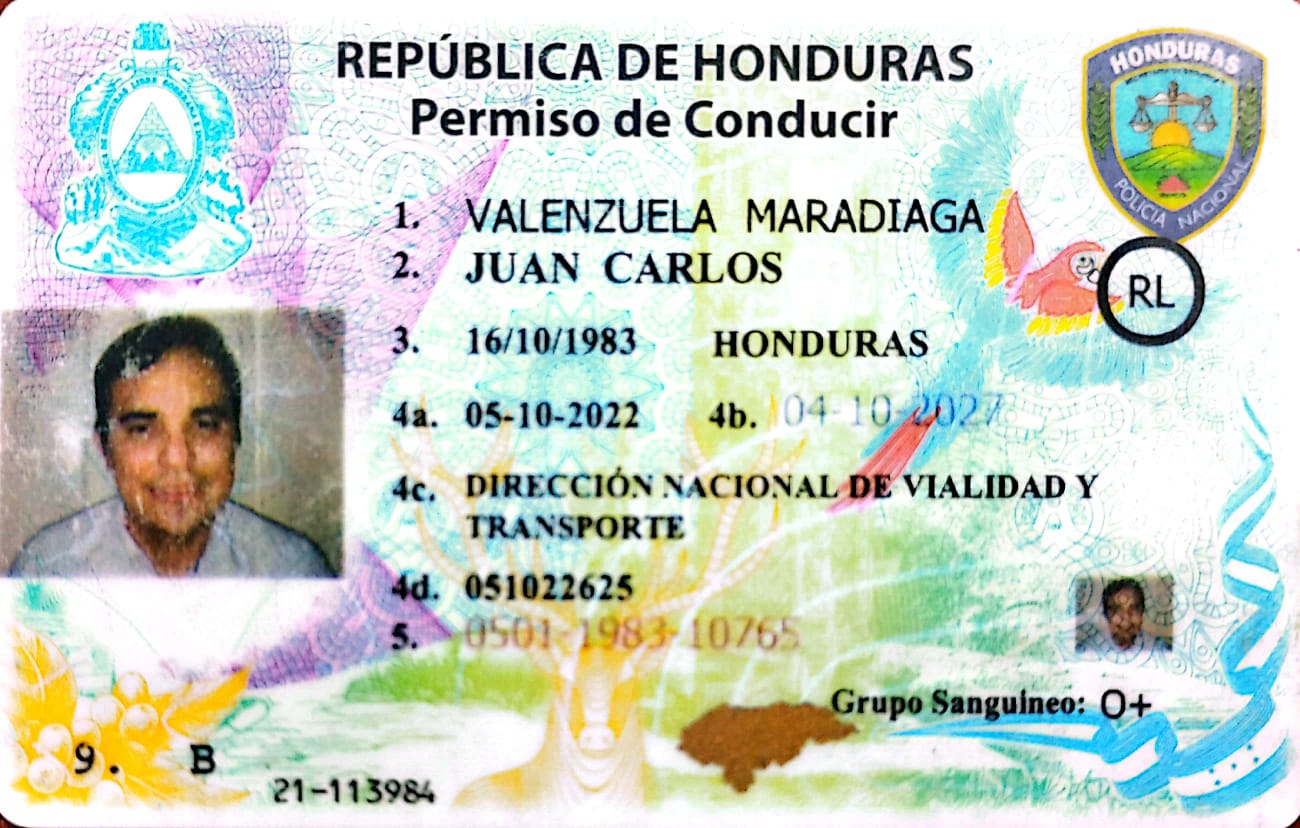 REPÚBLICA DE HONDURAS
Permiso de Conducir
HONDURAS
POLICIA NACIONAL
1. VALENZUELA MARADIAGA
2. JUAN CARLOS
RL
3. 16/10/1983 HONDURAS
4a. 05-10-2022 4b. 04-10-2027
4c. DIRECCIÓN NACIONAL DE VIALIDAD Y
TRANSPORTE
4d. 051022625
5. 0501-1983-10765
Grupo Sanguineo: O+
9. B
21-113984